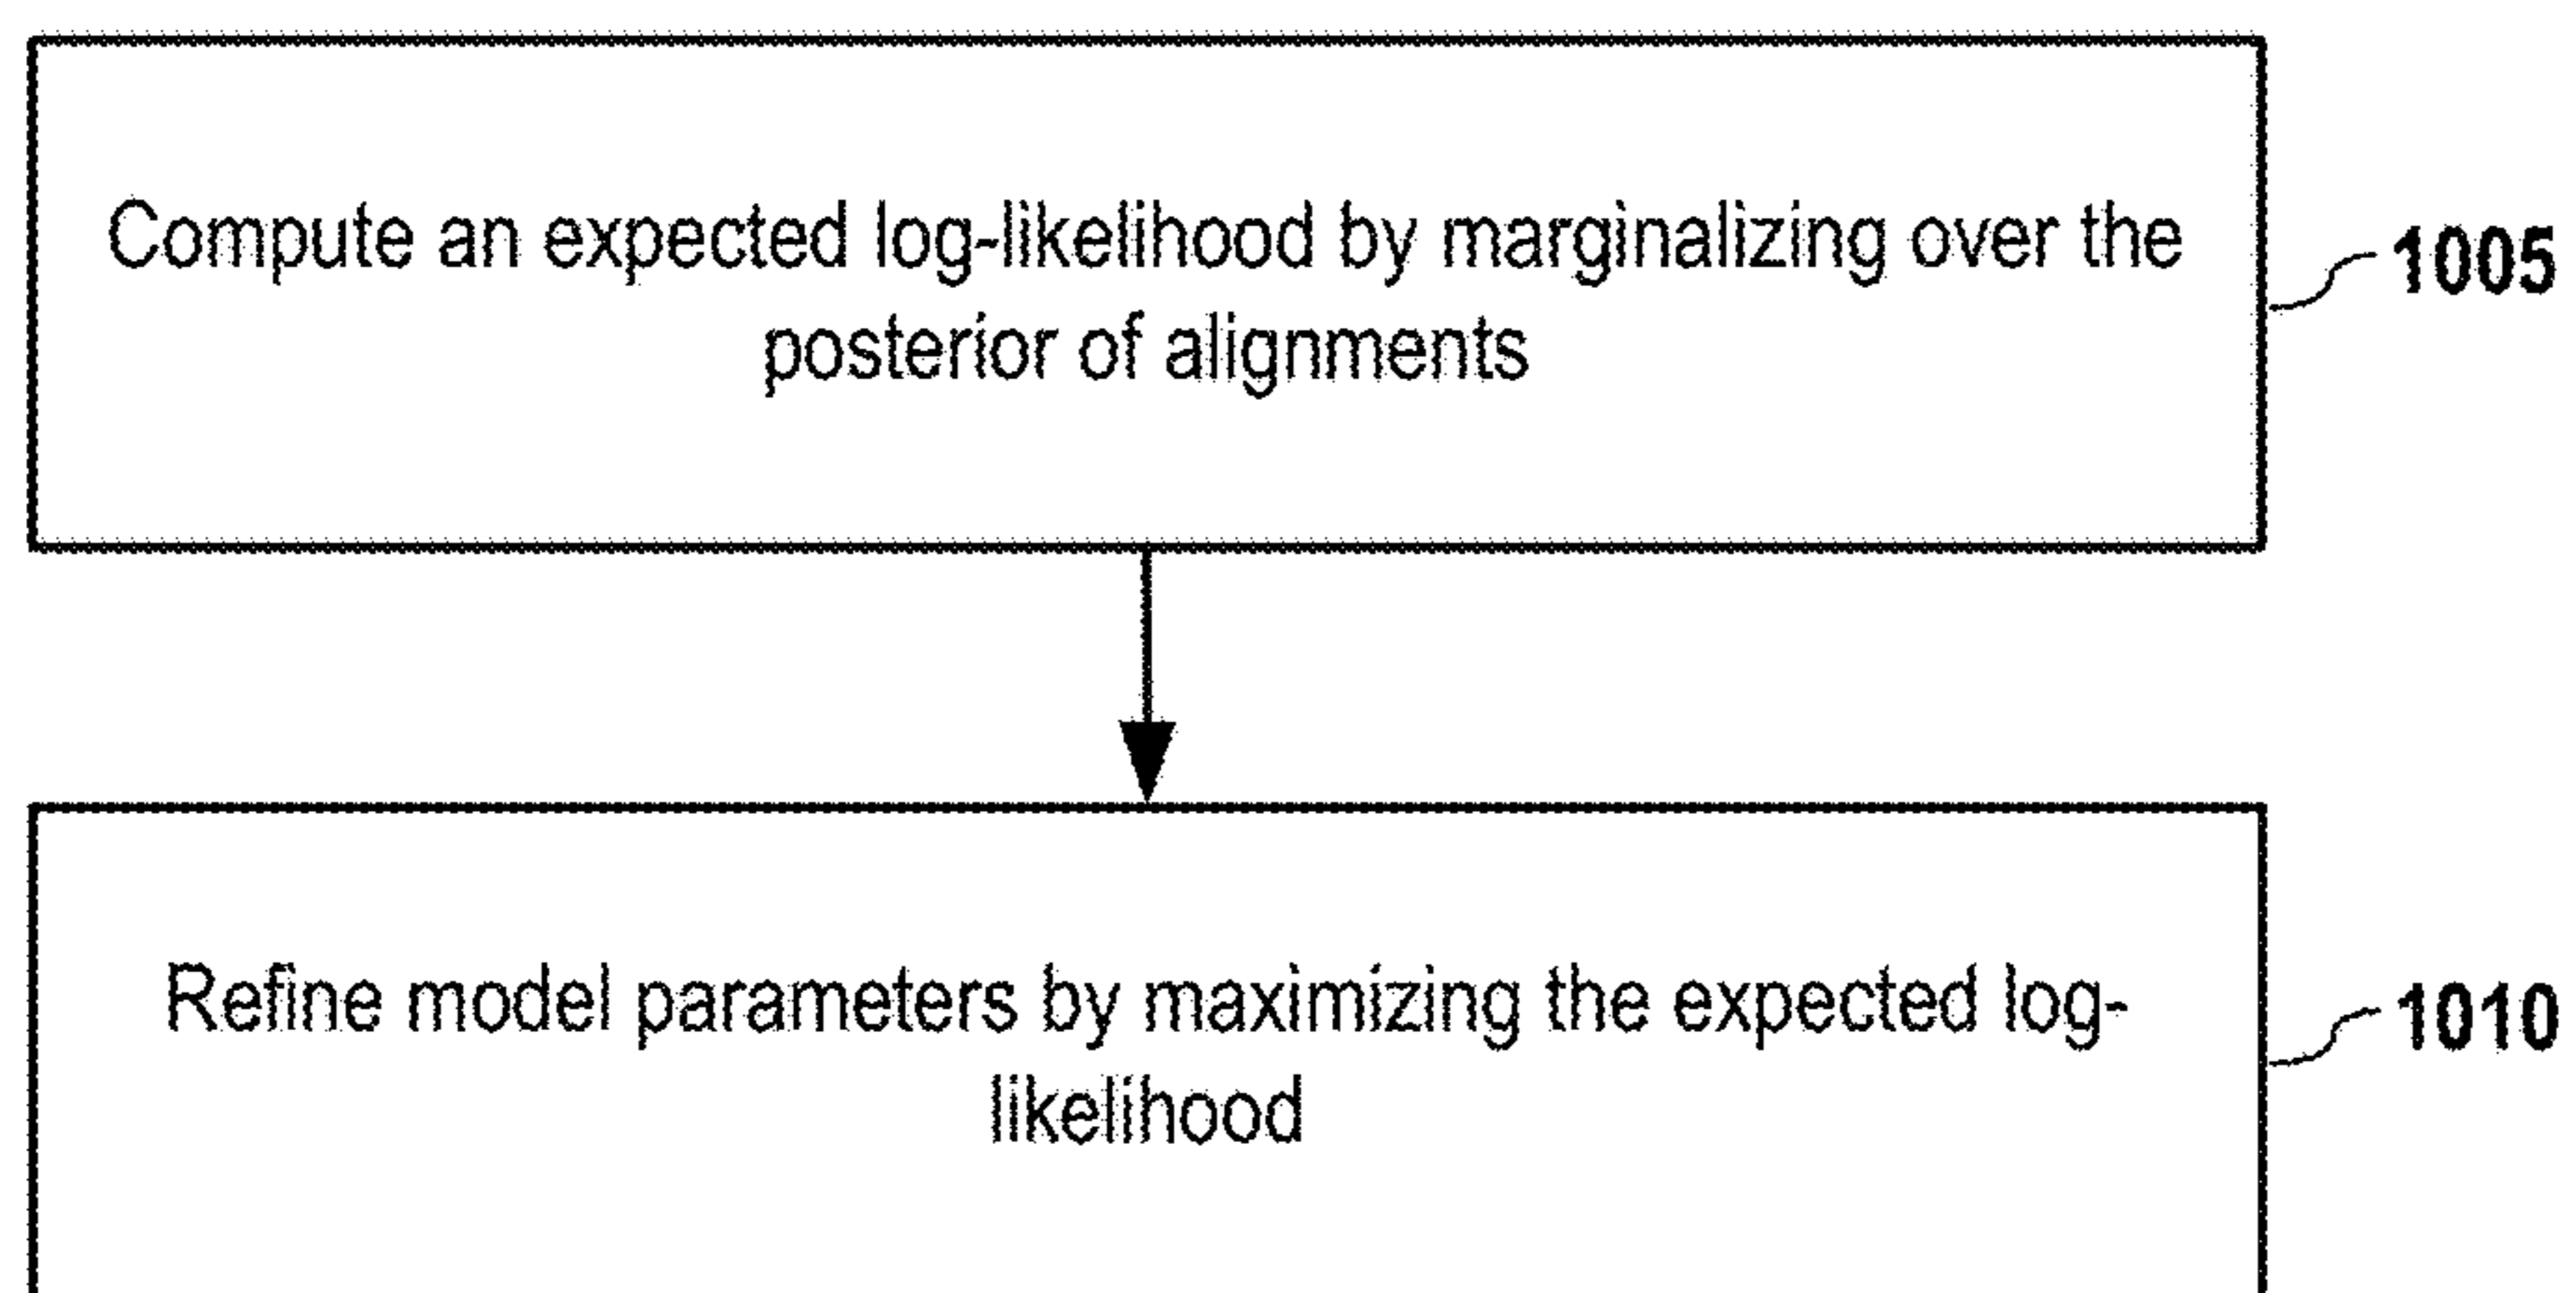 Compute an expected log-likelihood by marginalizing over the
posterior of alignments
1005
Refine model parameters by maximizing the expected log-
likelihood
1010